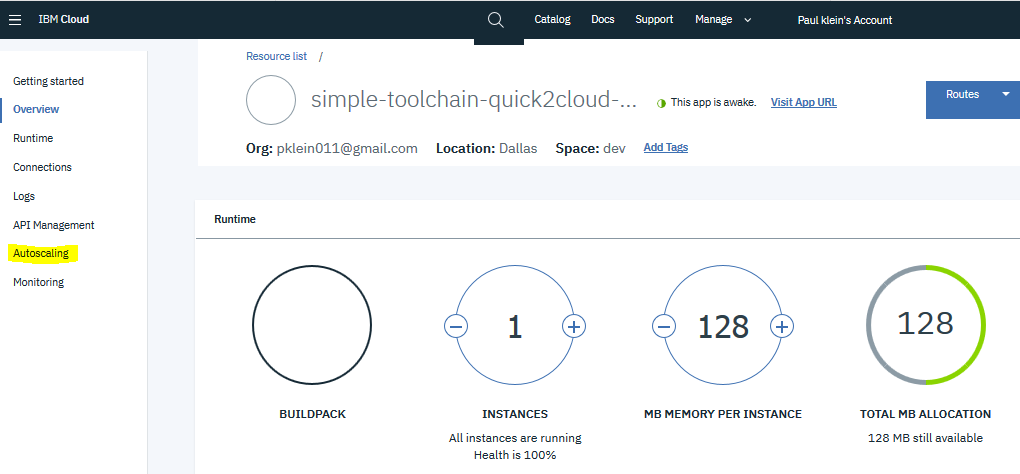 IBM Cloud
Catalog
Docs
Support
Manage
Paul klein's Account
Getting started
Overview
Runtime
Connections
Logs
API Management
Autoscaling
Monitoring
Resource list /
simple-toolchain-quick2cloud-...
This app is awake.
Visit App URL
Routes
Org: pklein011@gmail.com Location: Dallas Space: dev Add Tags
Runtime
BUILDPACK
1
INSTANCES
All instances are running
Health is 100%
128
MB MEMORY PER INSTANCE
128
TOTAL MB ALLOCATION
128 MB still available